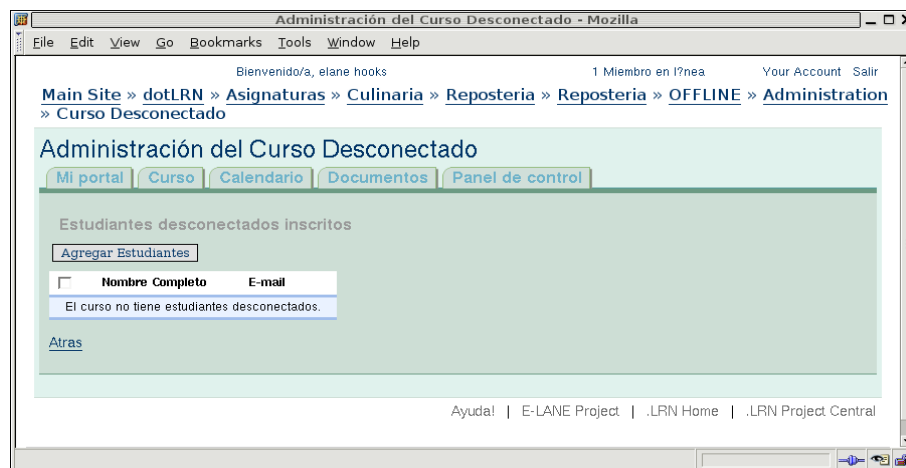 Administración del Curso Desconectado - Mozilla
File Edit View Go Bookmarks Tools Window Help
Bienvenido/a, elane hooks 1 Miembro en l?nea Your Account Salir
Main Site » dotLRN » Asignaturas » Culinaria » Reposteria » Reposteria » OFFLINE » Administration
» Curso Desconectado
Administración del Curso Desconectado
Mi portal Curso Calendario Documentos Panel de control
Estudiantes desconectados inscritos
Agregar Estudiantes
Nombre Completo E-mail
El curso no tiene estudiantes desconectados.
Atras
Ayuda! | E-LANE Project | .LRN Home | .LRN Project Central